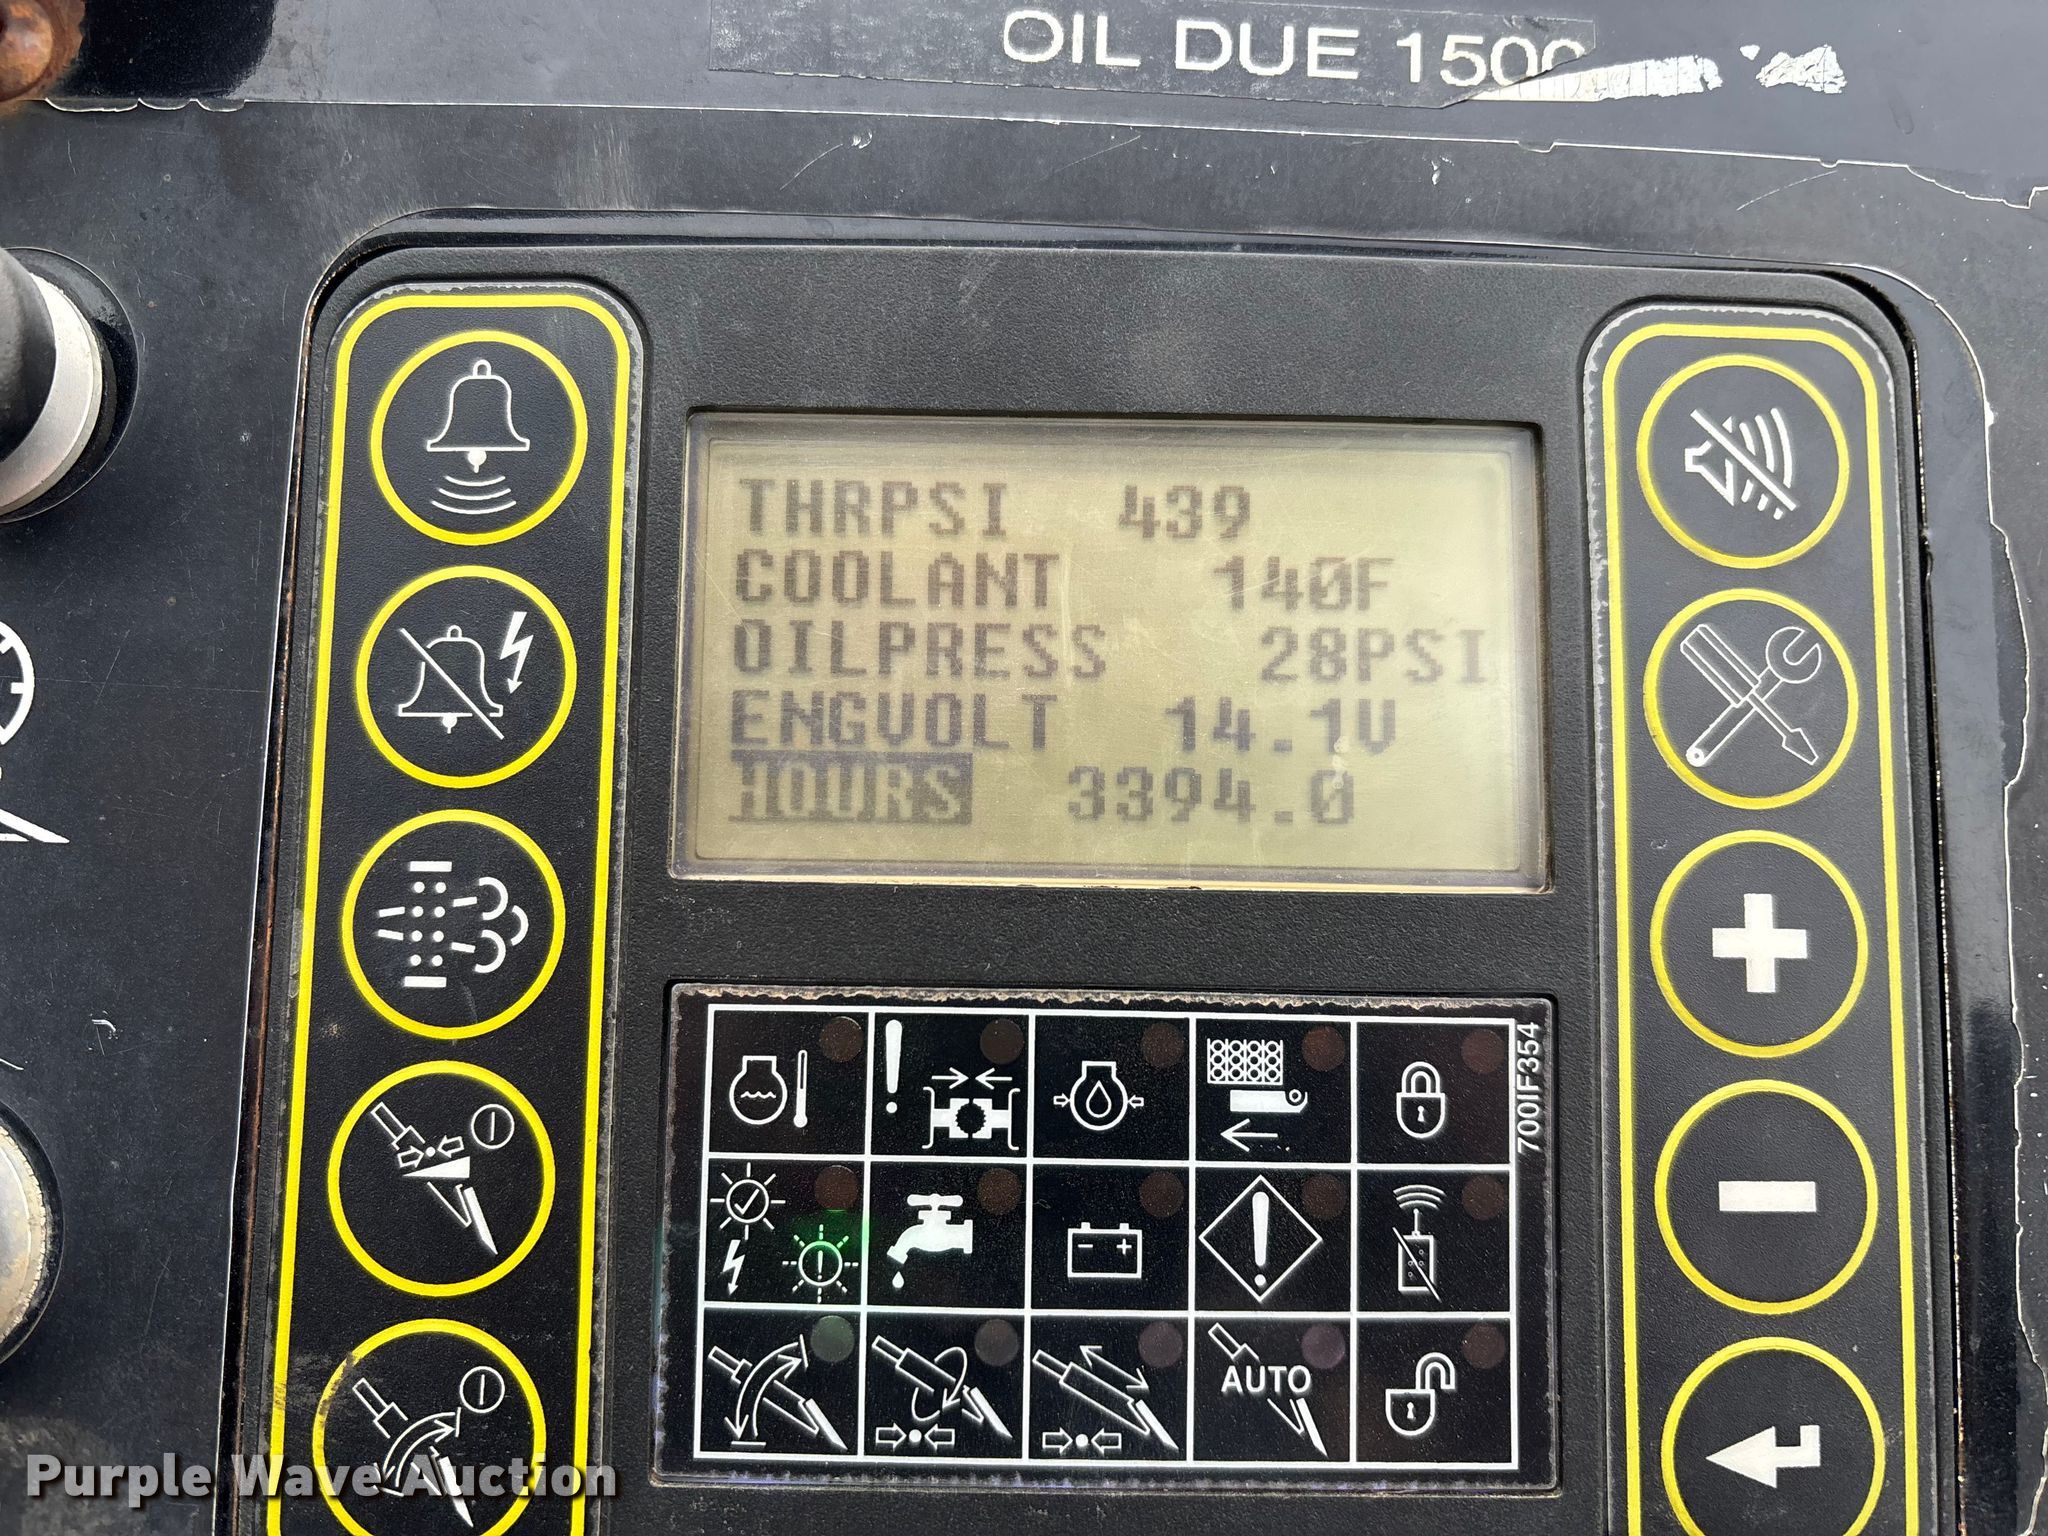 OIL DUE 1500
THRPSI 439
COOLANT 140F
OILPRESS 28PSI
ENGVOLT 14.1V
HOURS 3394.0
700IF354
AUTO
Purple Wave Auction